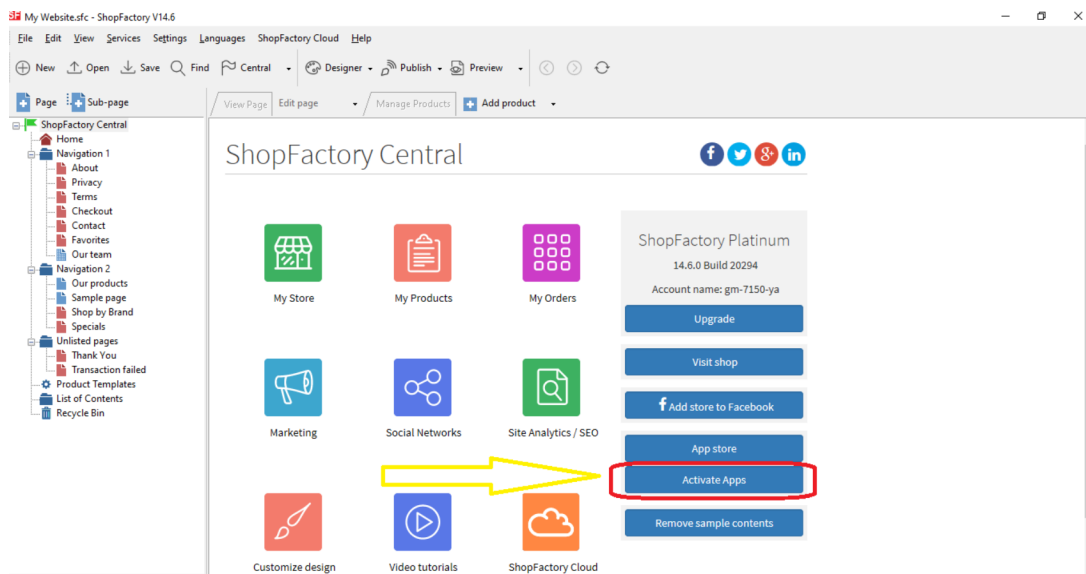 SF My Website.sfc - ShopFactory V14.6
File Edit View Services Settings Languages ShopFactory Cloud Help
New Open Save Find Central Designer Publish Preview
Page Sub-page View Page Edit page Manage Products Add product
ShopFactory Central
Home
Navigation 1
About
Privacy
Terms
Checkout
Contact
Favorites
Our team
Navigation 2
Our products
Sample page
Shop by Brand
Specials
Unlisted pages
Thank You
Transaction failed
Product Templates
List of Contents
Recycle Bin
ShopFactory Central
f 8+ in
My Store My Products My Orders
Marketing Social Networks Site Analytics / SEO
Customize design Video tutorials ShopFactory Cloud
ShopFactory Platinum
14.6.0 Build 20294
Account name: gm-7150-ya
Upgrade
Visit shop
f Add store to Facebook
App store
Activate Apps
Remove sample contents